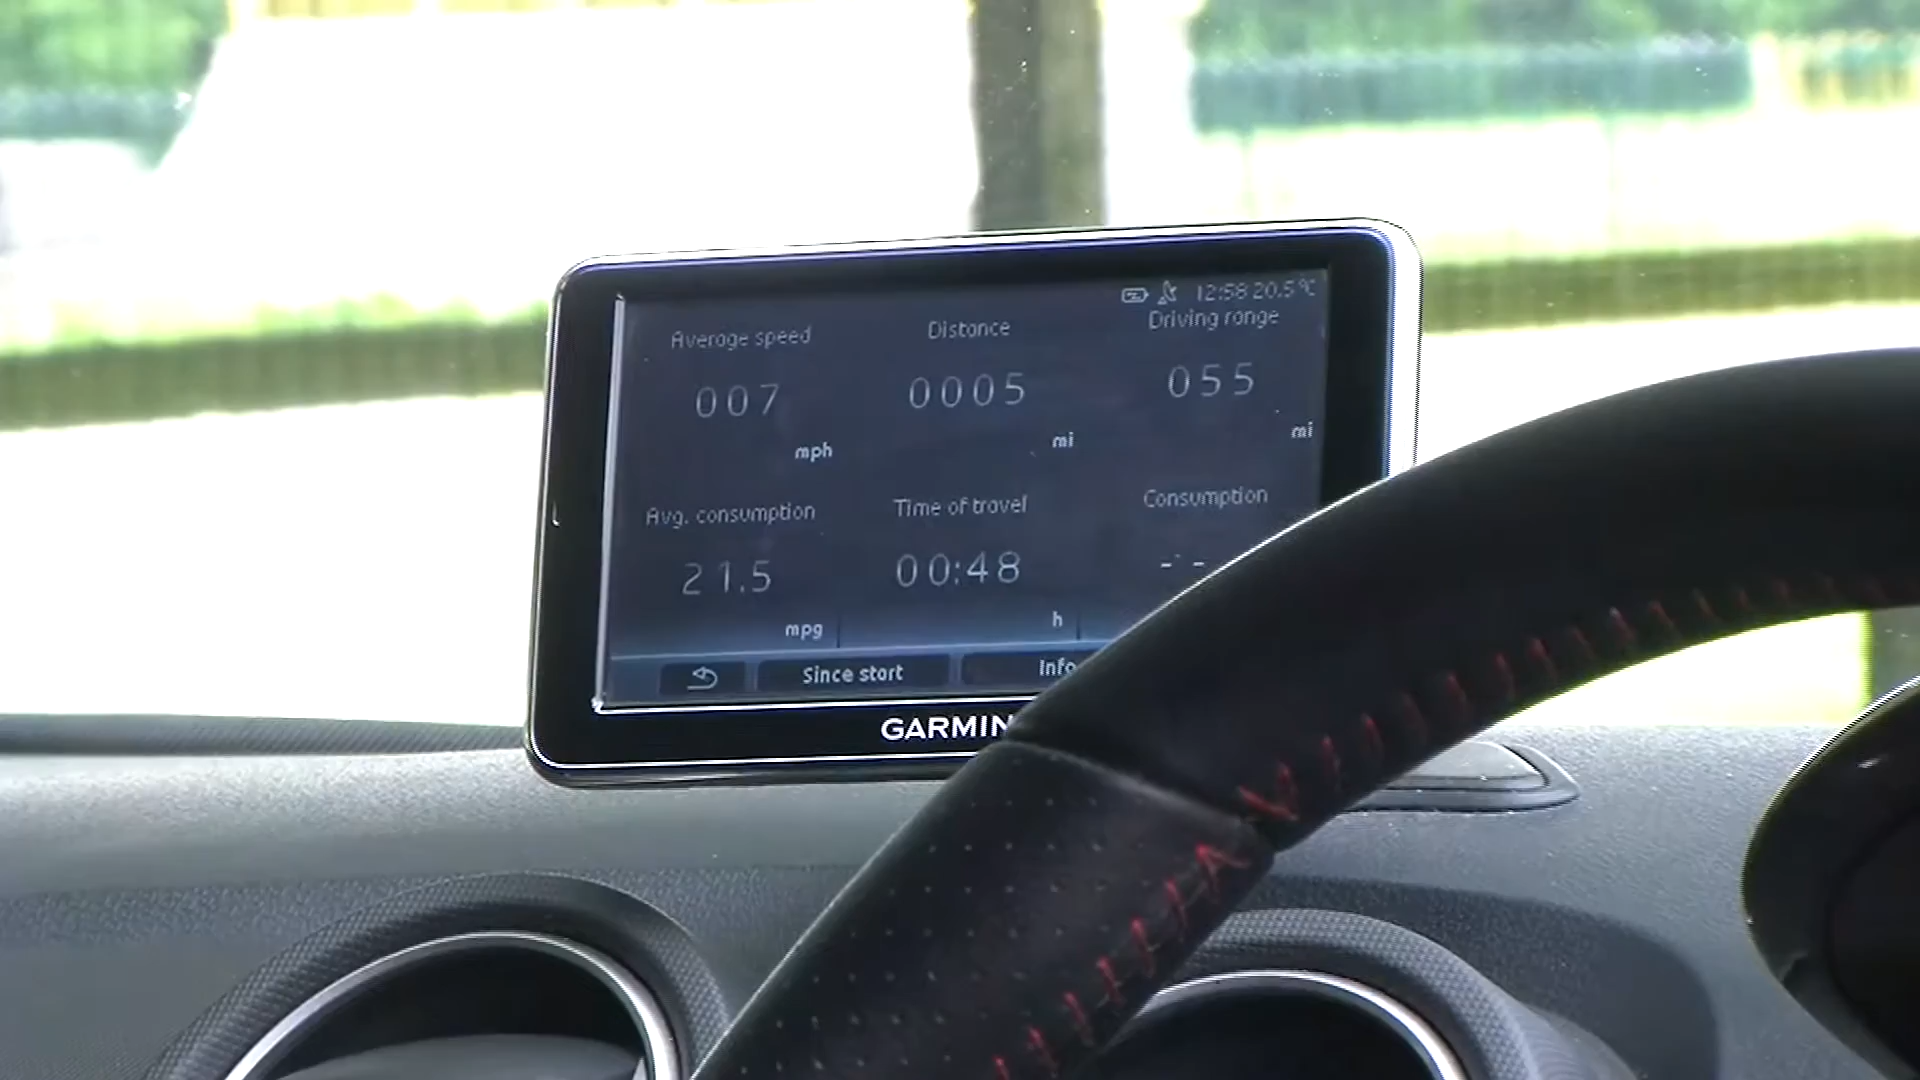 12:58 20.5°C
Average speed Distance Driving range
007 0005 055
mph mi mi
Avg. consumption Time of travel Consumption
21.5 00:48 --
mpg h
Since start Info
GARMIN